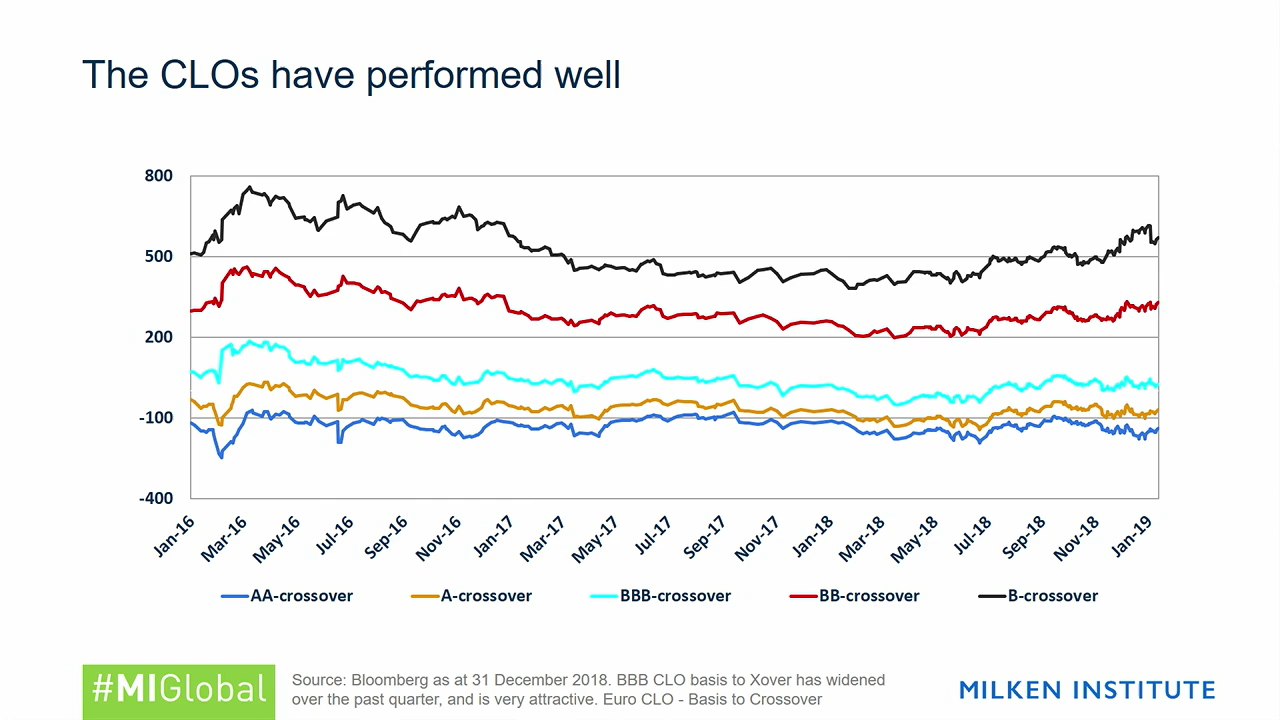 The CLOs have performed well
800
500
200
-100
-400
Jan-16 Mar-16 May-16 Jul-16 Sep-16 Nov-16 Jan-17 Mar-17 May-17 Jul-17 Sep-17 Nov-17 Jan-18 Mar-18 May-18 Jul-18 Sep-18 Nov-18 Jan-19
AA-crossover A-crossover BBB-crossover BB-crossover B-crossover
#MIGlobal
Source: Bloomberg as at 31 December 2018. BBB CLO basis to Xover has widened
over the past quarter, and is very attractive. Euro CLO - Basis to Crossover
MILKEN INSTITUTE